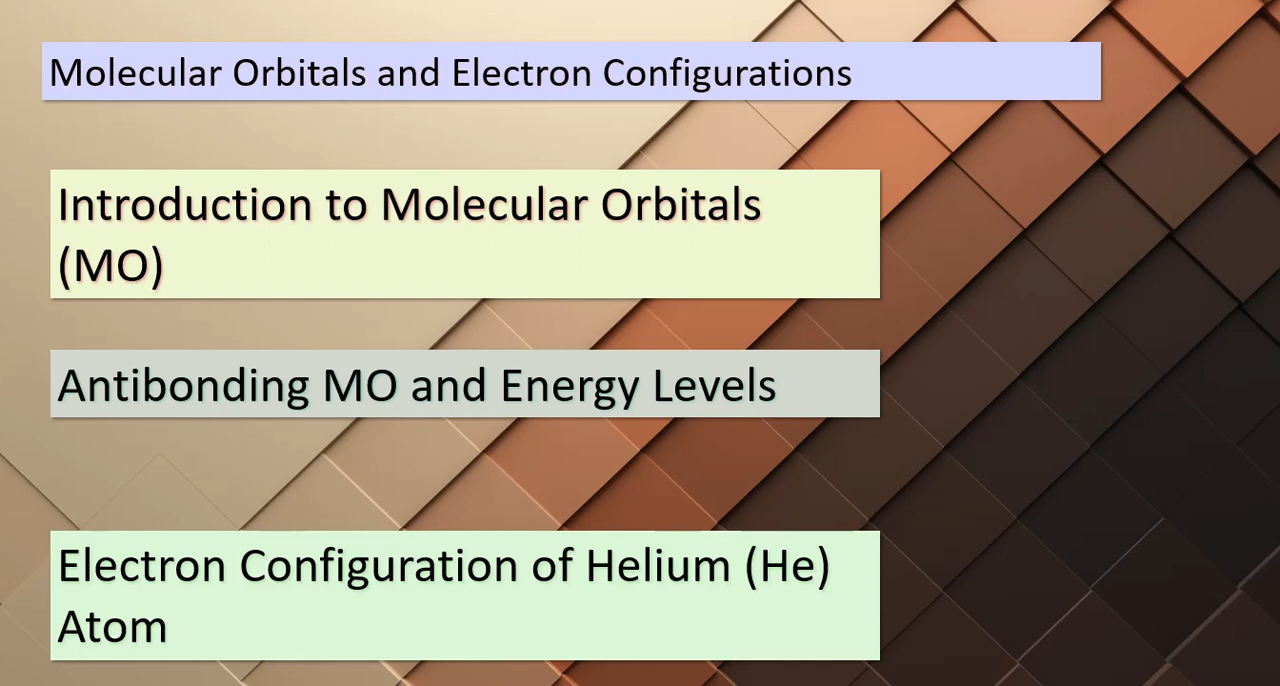 Molecular Orbitals and Electron Configurations
Introduction to Molecular Orbitals
(MO)
Antibonding MO and Energy Levels
Electron Configuration of Helium (He)
Atom